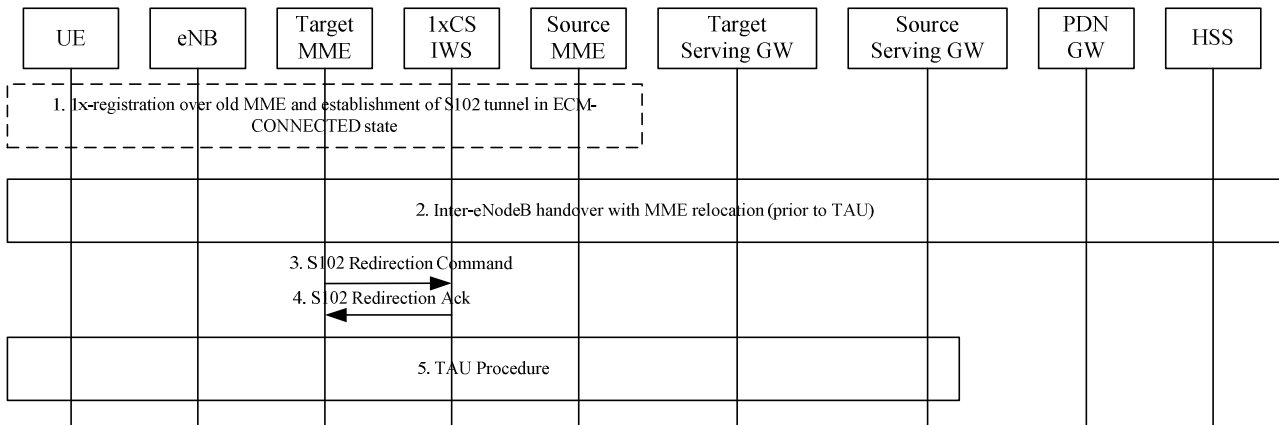 UE
eNB
Target
MME
1xCS
IWS
Source
MME
Target
Serving GW
Source
Serving GW
PDN
GW
HSS
1. 1x-registration over old MME and establishment of S102 tunnel in ECM-
CONNECTED state
2. Inter-eNodeB handover with MME relocation (prior to TAU)
3. S102 Redirection Command
4. S102 Redirection Ack
5. TAU Procedure